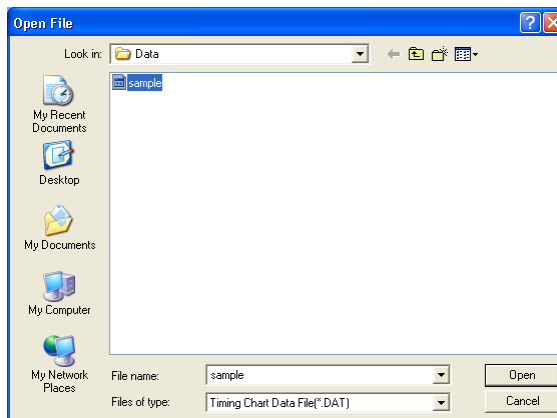 Open File
Look in: Data
sample
My Recent
Documents
Desktop
My Documents
My Computer
My Network
Places
File name: sample Open
Files of type: Timing Chart Data File(*.DAT) Cancel